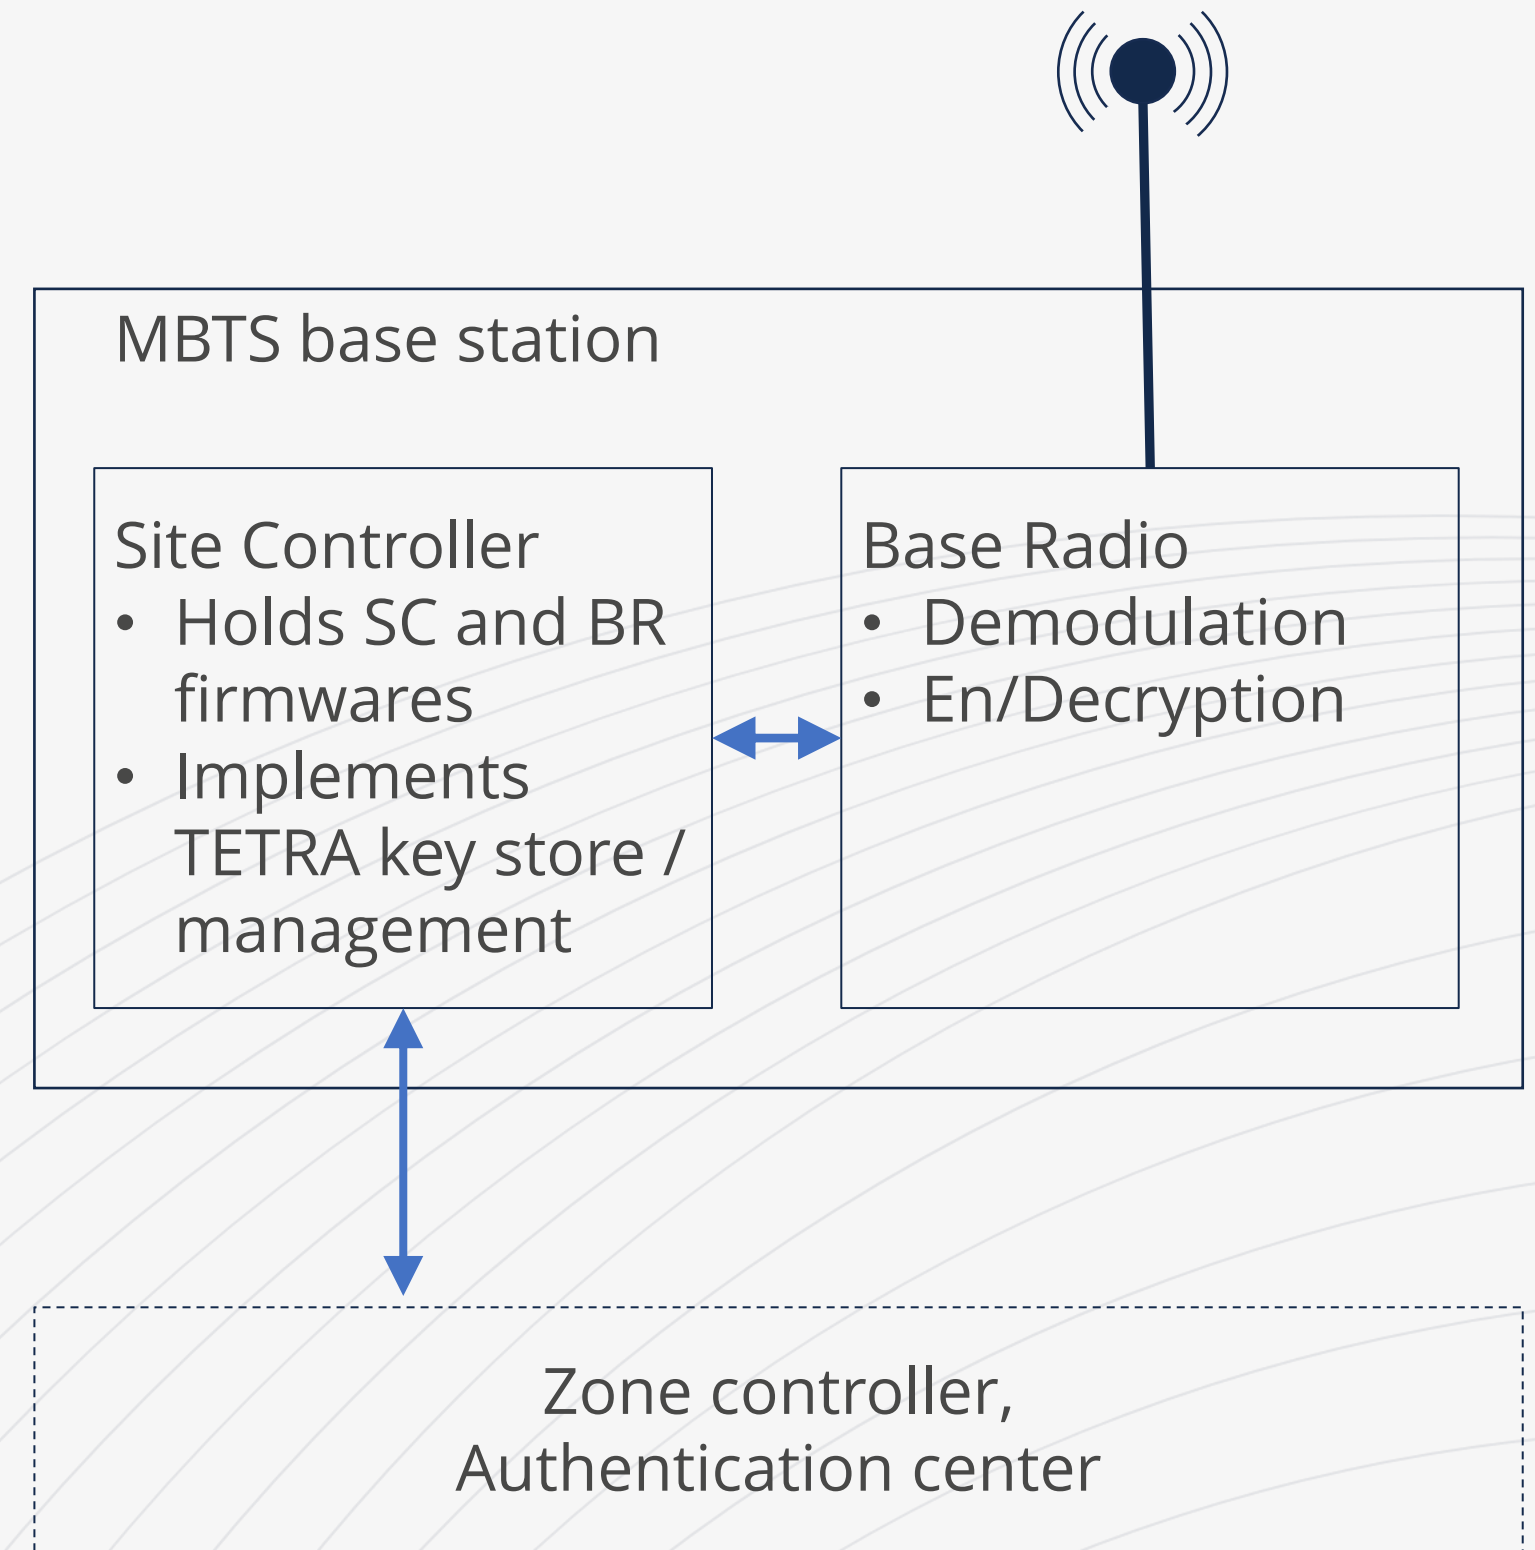 MBTS base station
Site Controller
• Holds SC and BR
firmwares
• Implements
TETRA key store /
management
Base Radio
• Demodulation
• En/Decryption
Zone controller,
Authentication center